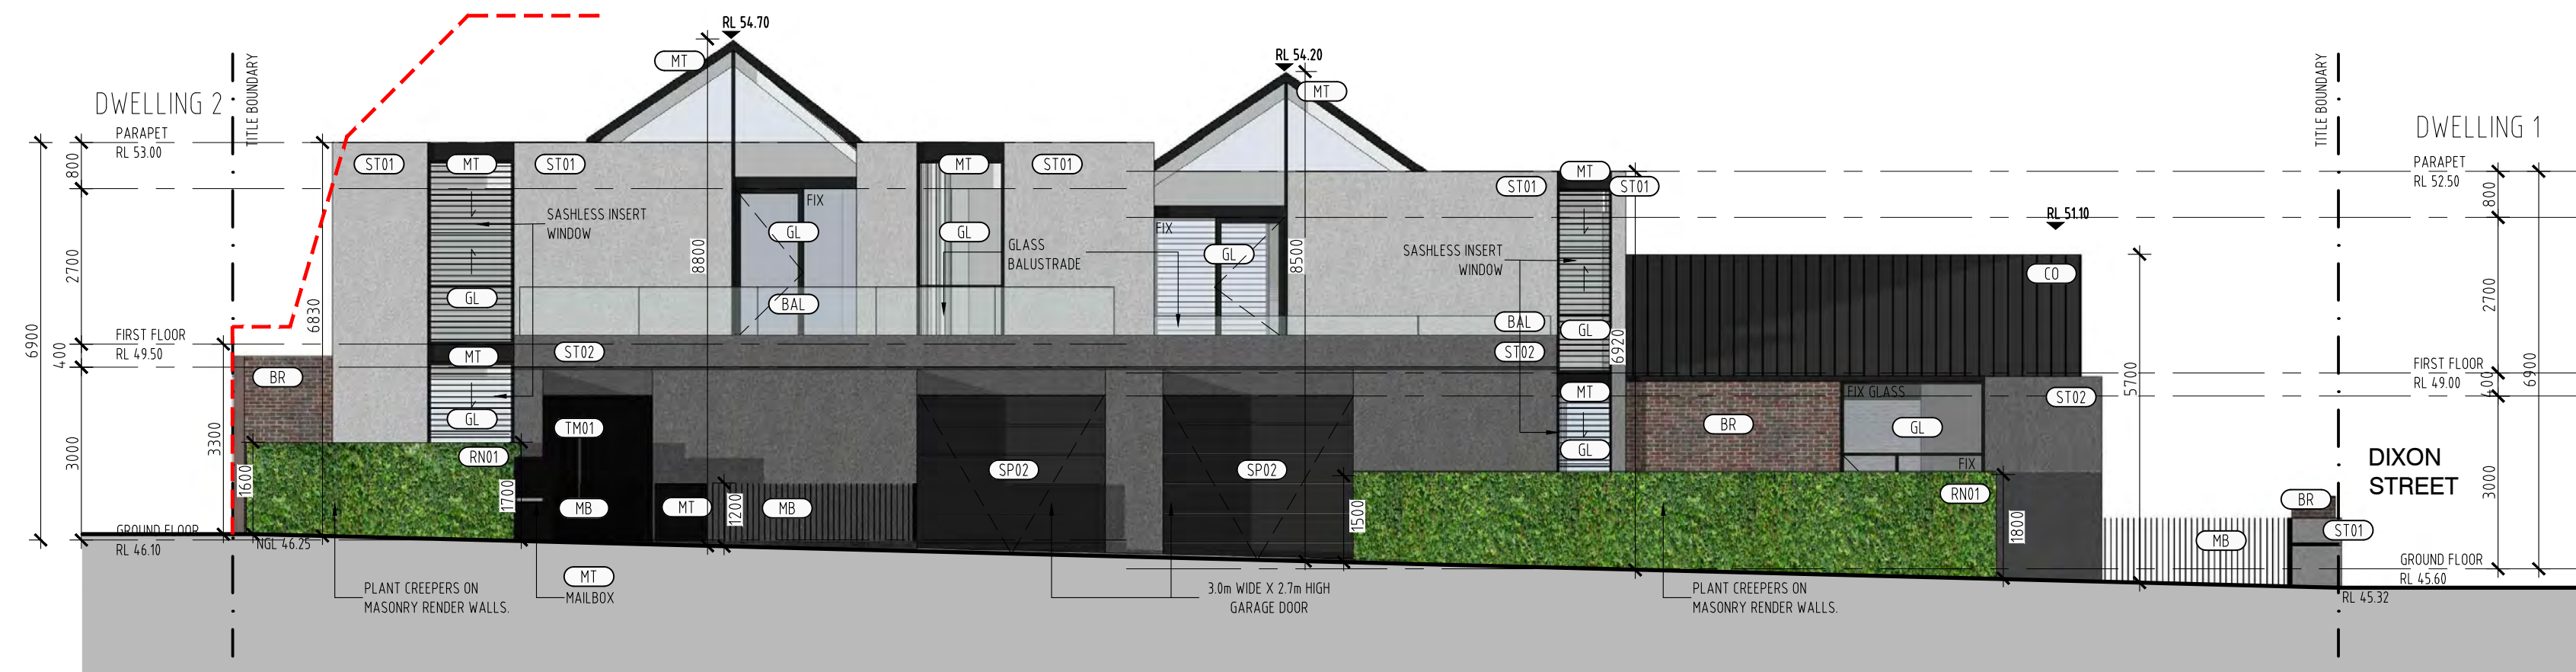 RL 54.70
MT
RL 54.20
MT
TITLE BOUNDARY
TITLE BOUNDARY
DWELLING 2
DWELLING 1
PARAPET
RL 53.00
PARAPET
RL 52.50
800
800
ST01
MT
ST01
MT
ST01
ST01
MT
ST01
FIX
FIX
SASHLESS INSERT
WINDOW
GL
GL
GL
GLASS
BALUSTRADE
SASHLESS INSERT
WINDOW
RL 51.10
CO
2700
2700
8800
8500
6830
6900
GL
BAL
BAL
GL
6920
5700
6900
FIRST FLOOR
RL 49.50
400
MT
ST02
ST02
FIRST FLOOR
RL 49.00
400
BR
MT
FIX GLASS
ST02
GL
TM01
BR
GL
GL
3300
3000
3000
RN01
SP02
SP02
FIX
RN01
1600
1700
MB
MT
1200
MB
1500
1800
BR
ST01
MB
DIXON
STREET
GROUND FLOOR
RL 46.10
NGL 46.25
GROUND FLOOR
RL 45.60
RL 45.32
PLANT CREEPERS ON
MASONRY RENDER WALLS.
MT
MAILBOX
3.0m WIDE X 2.7m HIGH
GARAGE DOOR
PLANT CREEPERS ON
MASONRY RENDER WALLS.